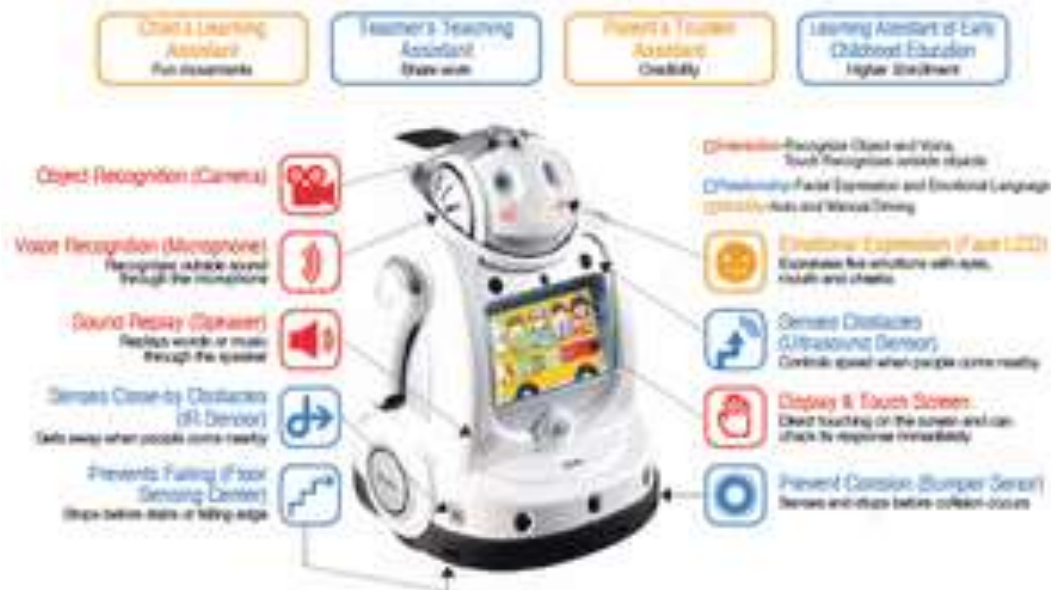 Child's Learning
Assistant
Fun movements
Teacher's Teaching
Assistant
Share work
Parent's Trusted
Assistant
Credibility
Learning Assistant of Early
Childhood Education
Higher Enrollment
Object Recognition (Camera)
Voice Recognition (Microphone)
Recognizes outside sound
through the microphone
Sound Replay (Speaker)
Replays words or music
through the speaker
Senses Close-by Obstacles
(IR Sensor)
Gets away when people come nearby
Prevents Falling (Floor
Sensing Center)
Stops before stairs or falling edge
Recognize Object and Voice,
Touch Recognizes outside objects
Facial Expression and Emotional Language
Auto and Manual Driving
Emotional Expression (Face LCD)
Expresses five emotions with eyes,
mouth and cheeks
Senses Obstacles
(Ultrasound Sensor)
Controls speed when people come nearby
Display & Touch Screen
Direct touching on the screen and can
check its response immediately
Prevent Collision (Bumper Sensor)
Senses and stops before collision occurs